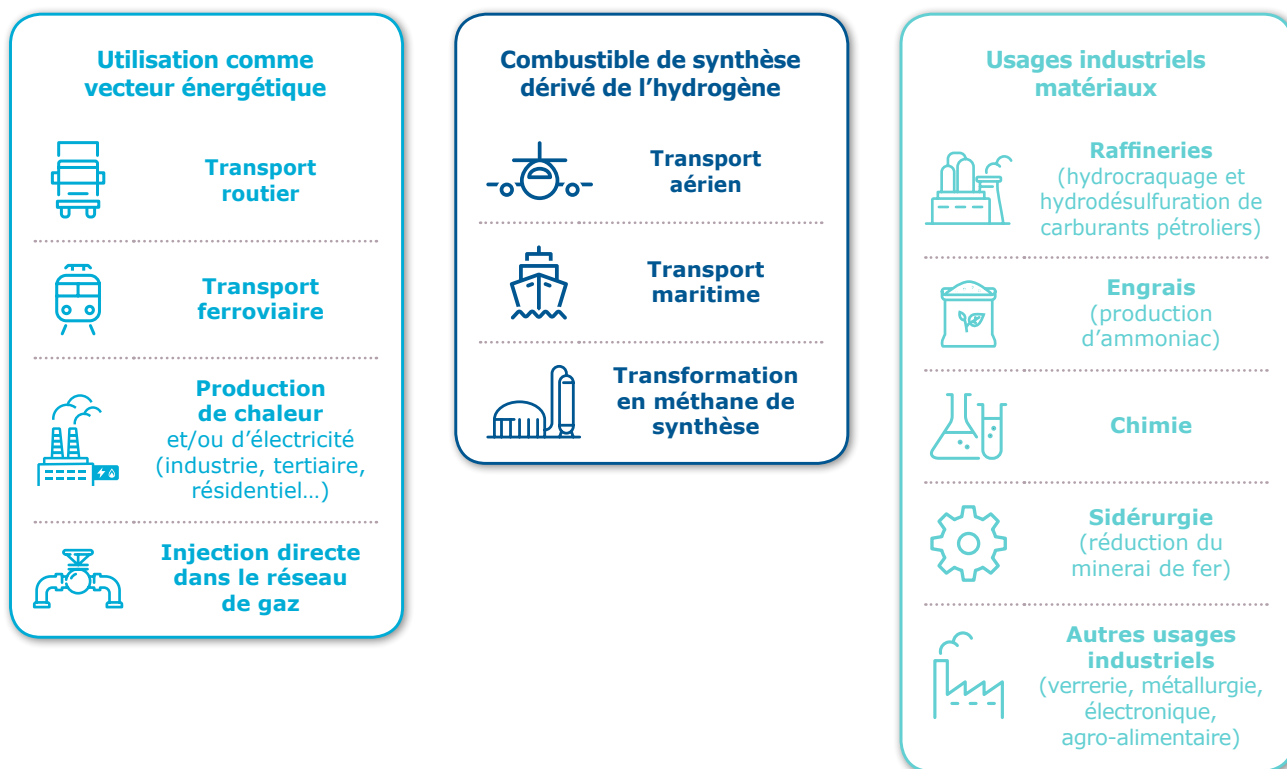 Utilisation comme
vecteur énergétique
Transport
routier
Transport
ferroviaire
Production
de chaleur
et/ou d'électricité
(industrie, tertiaire,
résidentiel…)
Injection directe
dans le réseau
de gaz
Combustible de synthèse
dérivé de l'hydrogène
Transport
aérien
Transport
maritime
Transformation
en méthane de
synthèse
Usages industriels
matériaux
Raffineries
(hydrocraquage et
hydrodésulfuration de
carburants pétroliers)
Engrais
(production
d'ammoniac)
Chimie
Sidérurgie
(réduction du
minerai de fer)
Autres usages
industriels
(verrerie, métallurgie,
électronique,
agro-alimentaire)